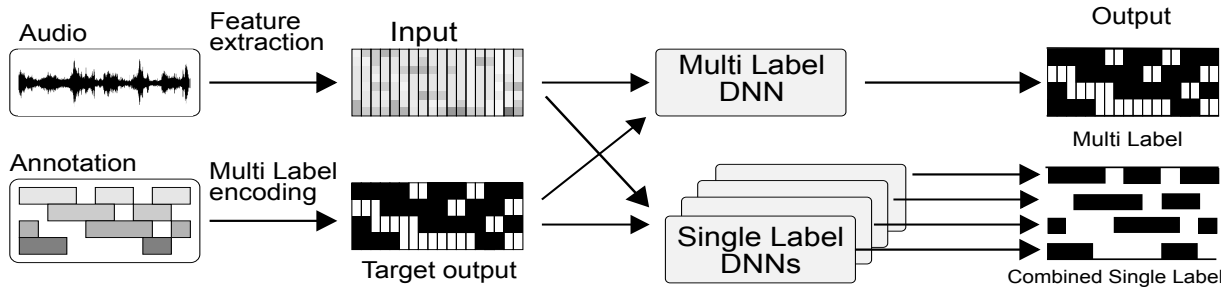 Audio
Feature
extraction
Input
Multi Label
DNN
Output
Multi Label
Annotation
Multi Label
encoding
Target output
Single Label
DNNs
Combined Single Label